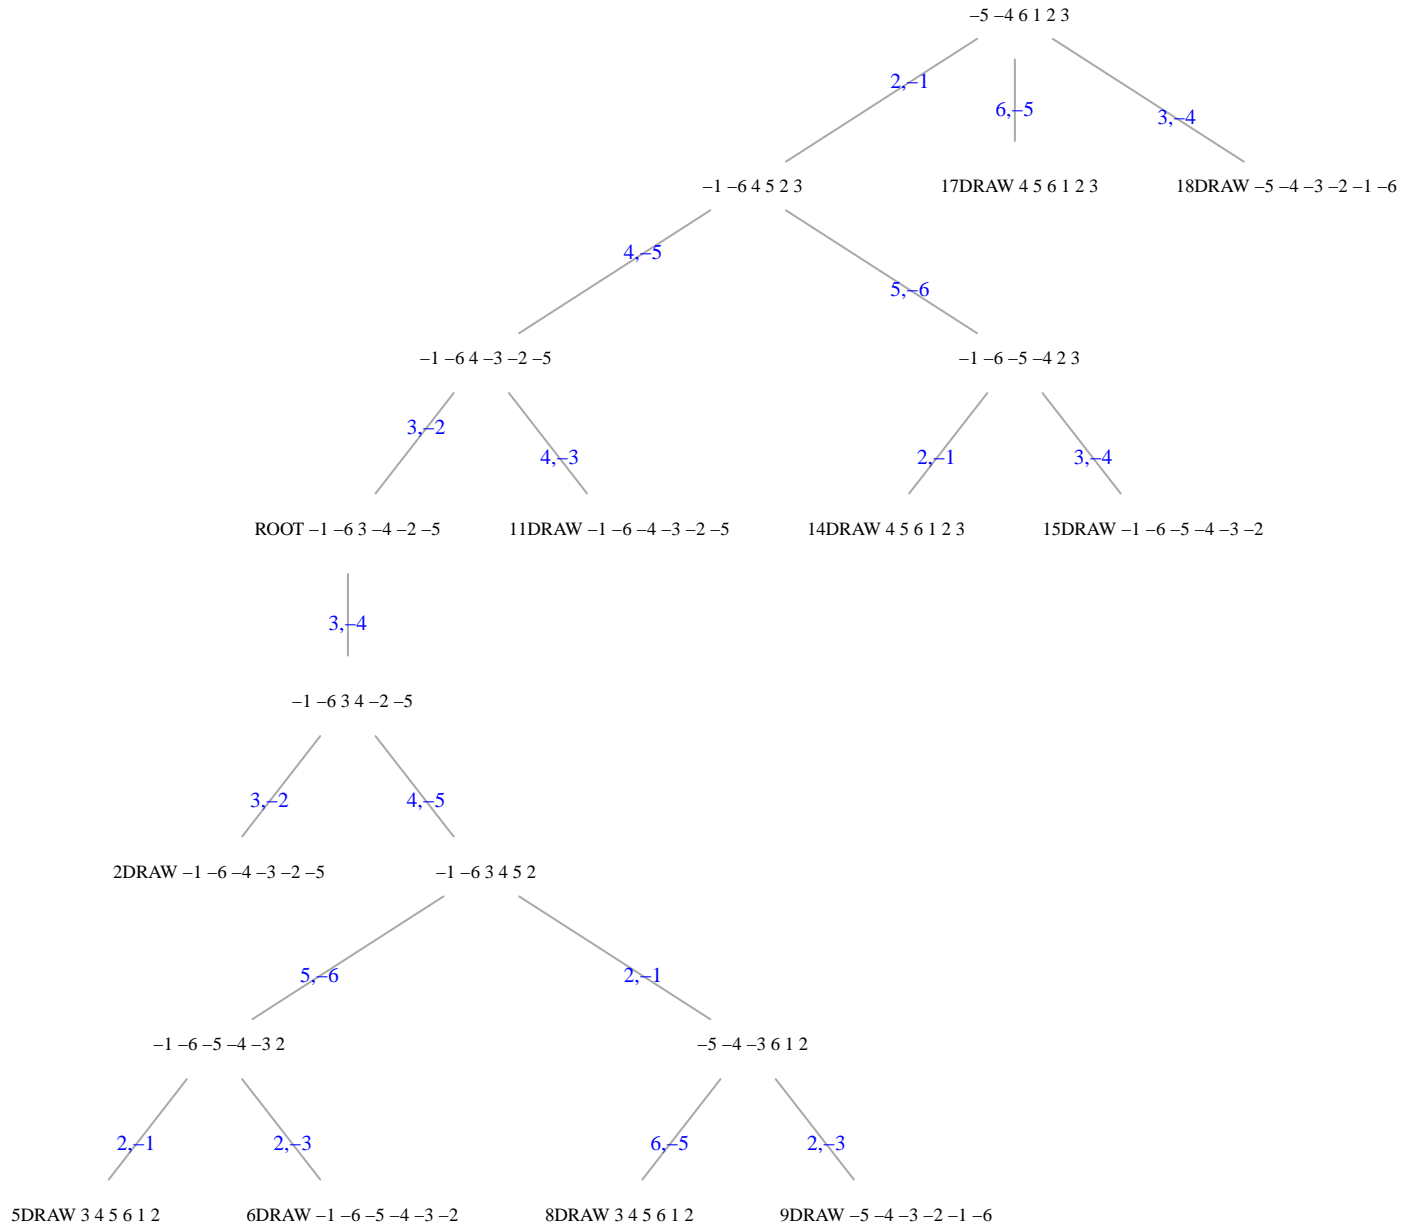 –5 –4 6 1 2 3
2,–1
6,–5
3,–4
–1 –6 4 5 2 3
17DRAW 4 5 6 1 2 3
18DRAW –5 –4 –3 –2 –1 –6
4,–5
5,–6
–1 –6 4 –3 –2 –5
–1 –6 –5 –4 2 3
3,–2
4,–3
2,–1
3,–4
ROOT –1 –6 3 –4 –2 –5
11DRAW –1 –6 –4 –3 –2 –5
14DRAW 4 5 6 1 2 3
15DRAW –1 –6 –5 –4 –3 –2
3,–4
–1 –6 3 4 –2 –5
3,–2
4,–5
2DRAW –1 –6 –4 –3 –2 –5
–1 –6 3 4 5 2
5,–6
2,–1
–1 –6 –5 –4 –3 2
–5 –4 –3 6 1 2
2,–1
2,–3
6,–5
2,–3
5DRAW 3 4 5 6 1 2
6DRAW –1 –6 –5 –4 –3 –2
8DRAW 3 4 5 6 1 2
9DRAW –5 –4 –3 –2 –1 –6